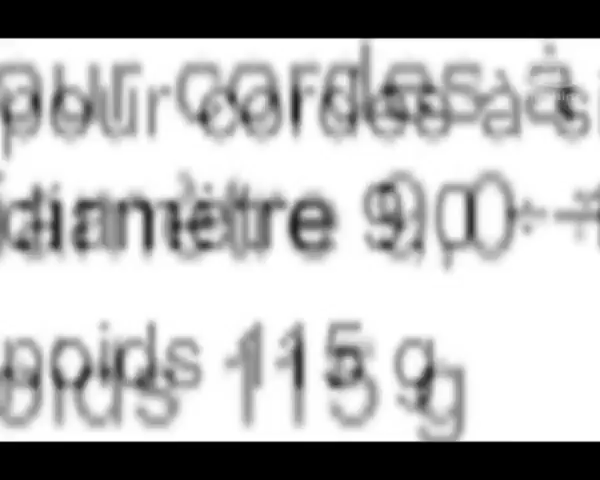 pour cordes à
diamètre 9,0 ÷
poids 115 g